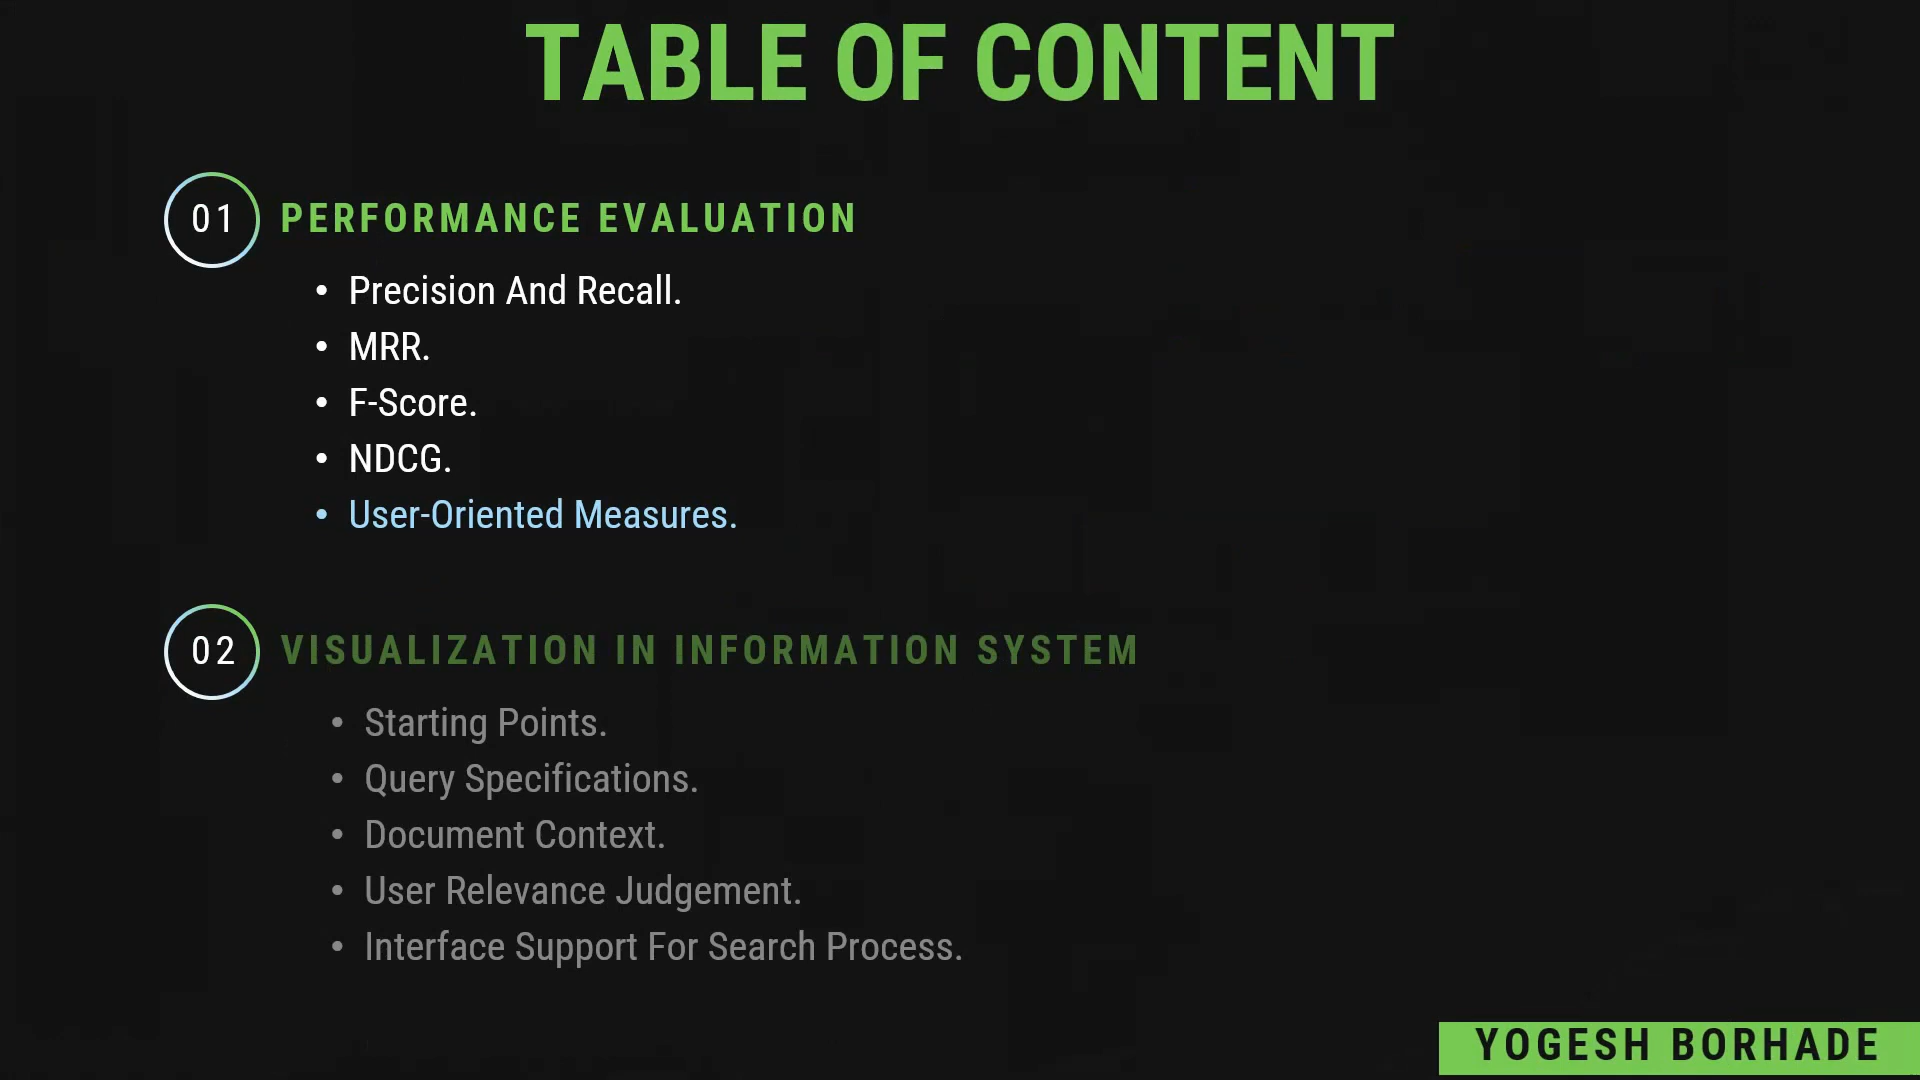 TABLE OF CONTENT
01 PERFORMANCE EVALUATION
• Precision And Recall.
• MRR.
• F-Score.
• NDCG.
• User-Oriented Measures.
02 VISUALIZATION IN INFORMATION SYSTEM
• Starting Points.
• Query Specifications.
• Document Context.
• User Relevance Judgement.
• Interface Support For Search Process.
YOGESH BORHADE